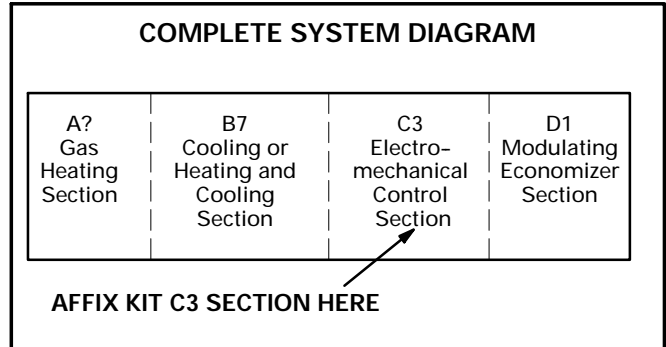 COMPLETE SYSTEM DIAGRAM
A?
Gas
Heating
Section
B7
Cooling or
Heating and
Cooling
Section
C3
Electro-
mechanical
Control
Section
D1
Modulating
Economizer
Section
AFFIX KIT C3 SECTION HERE